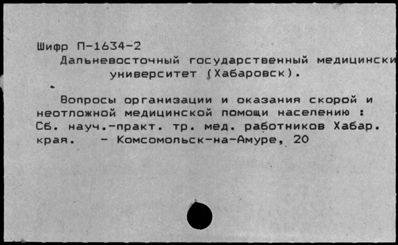 Шифр П-1634-2
Дальневосточный государственный медицински
университет (Хабаровск).
Вопросы организации и оказания скорой и
неотложной медицинской помощи населению :
Сб. науч.-практ. тр. мед. работников Хабар.
края. - Комсомольск-на-Амуре, 20